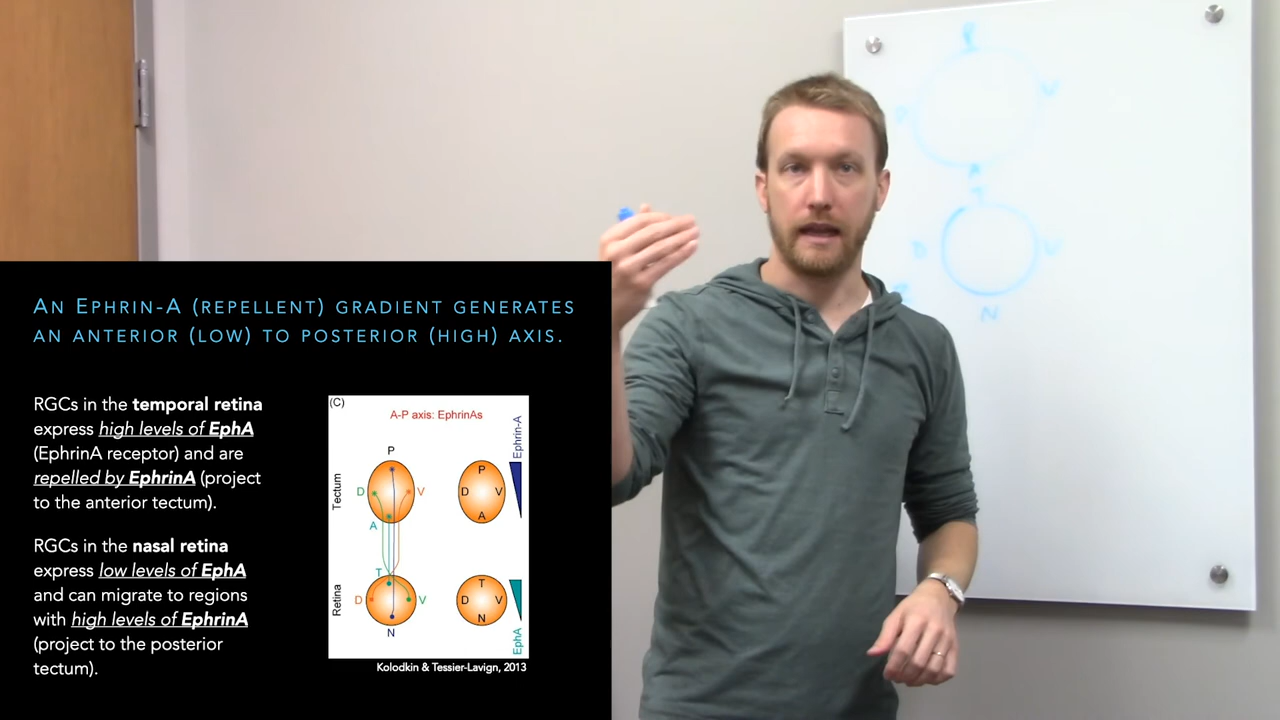 AN EPHRIN-A (REPELLENT) GRADIENT GENERATES
AN ANTERIOR (LOW) TO POSTERIOR (HIGH) AXIS.
RGCs in the temporal retina
express high levels of EphA
(EphrinA receptor) and are
repelled by EphrinA (project
to the anterior tectum).
RGCs in the nasal retina
express low levels of EphA
and can migrate to regions
with high levels of EphrinA
(project to the posterior
tectum).
(C)
A-P axis: EphrinAs
Tectum
P
D
V
A
P
D
V
A
Ephrin-A
Retina
T
D
V
N
T
D
V
N
EphA
Kolodkin & Tessier-Lavign, 2013
V
D
V
N